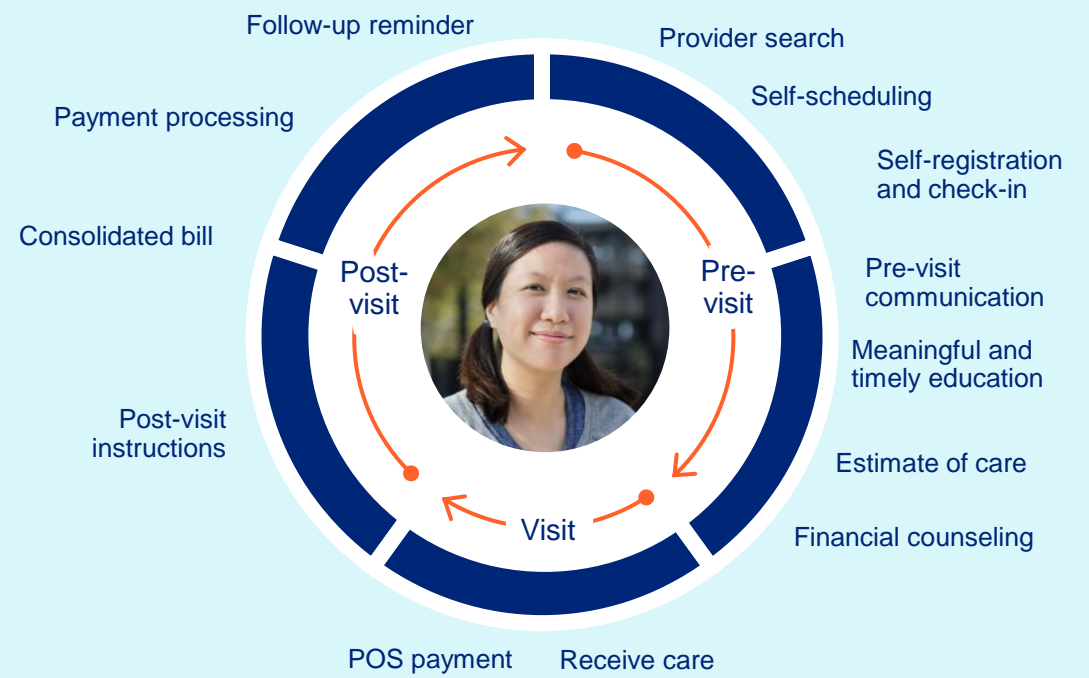 Follow-up reminder
Provider search
Self-scheduling
Payment processing
Self-registration
and check-in
Consolidated bill
Post-
visit
Pre-
visit
Pre-visit
communication
Meaningful and
timely education
Post-visit
instructions
Estimate of care
Visit
Financial counseling
POS payment
Receive care